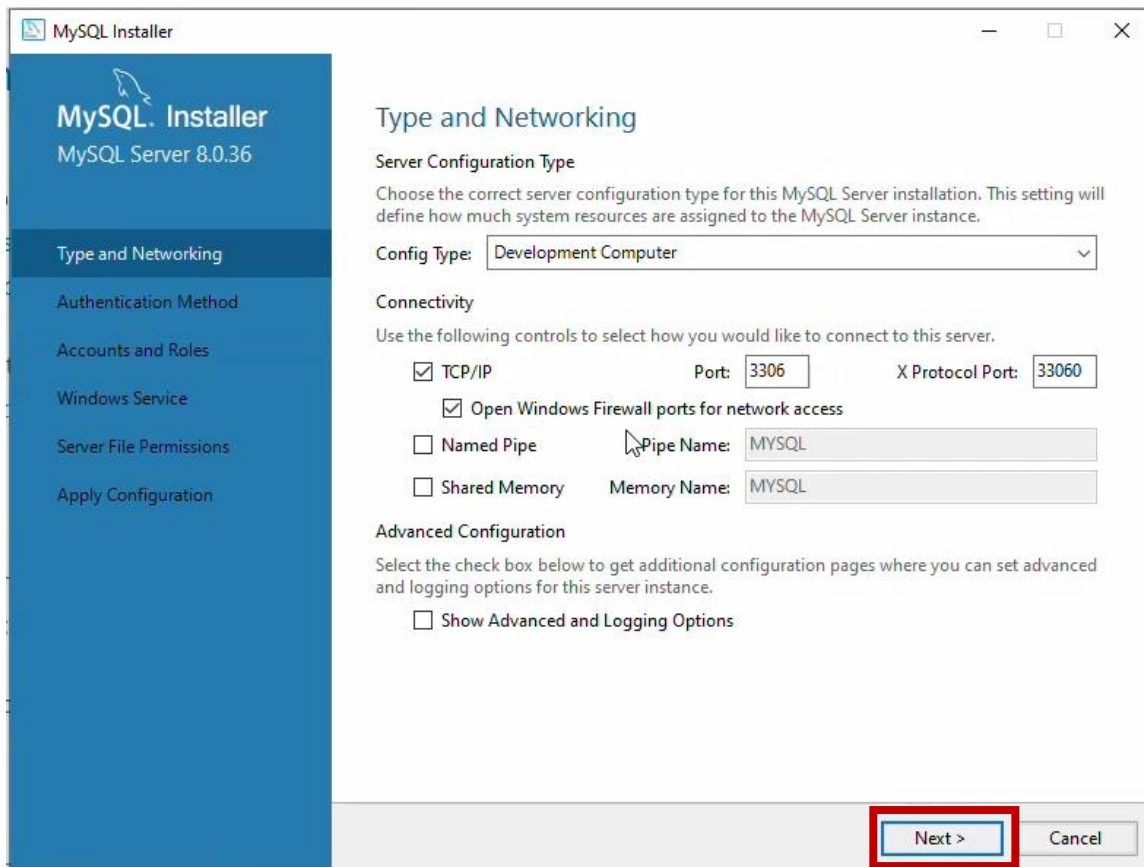 MySQL Installer
MySQL. Installer
MySQL Server 8.0.36
Type and Networking
Authentication Method
Accounts and Roles
Windows Service
Server File Permissions
Apply Configuration
Type and Networking
Server Configuration Type
Choose the correct server configuration type for this MySQL Server installation. This setting will
define how much system resources are assigned to the MySQL Server instance.
Config Type: Development Computer
Connectivity
Use the following controls to select how you would like to connect to this server.
TCP/IP Port: 3306 X Protocol Port: 33060
Open Windows Firewall ports for network access
Named Pipe Pipe Name: MYSQL
Shared Memory Memory Name: MYSQL
Advanced Configuration
Select the check box below to get additional configuration pages where you can set advanced
and logging options for this server instance.
Show Advanced and Logging Options
Next > Cancel